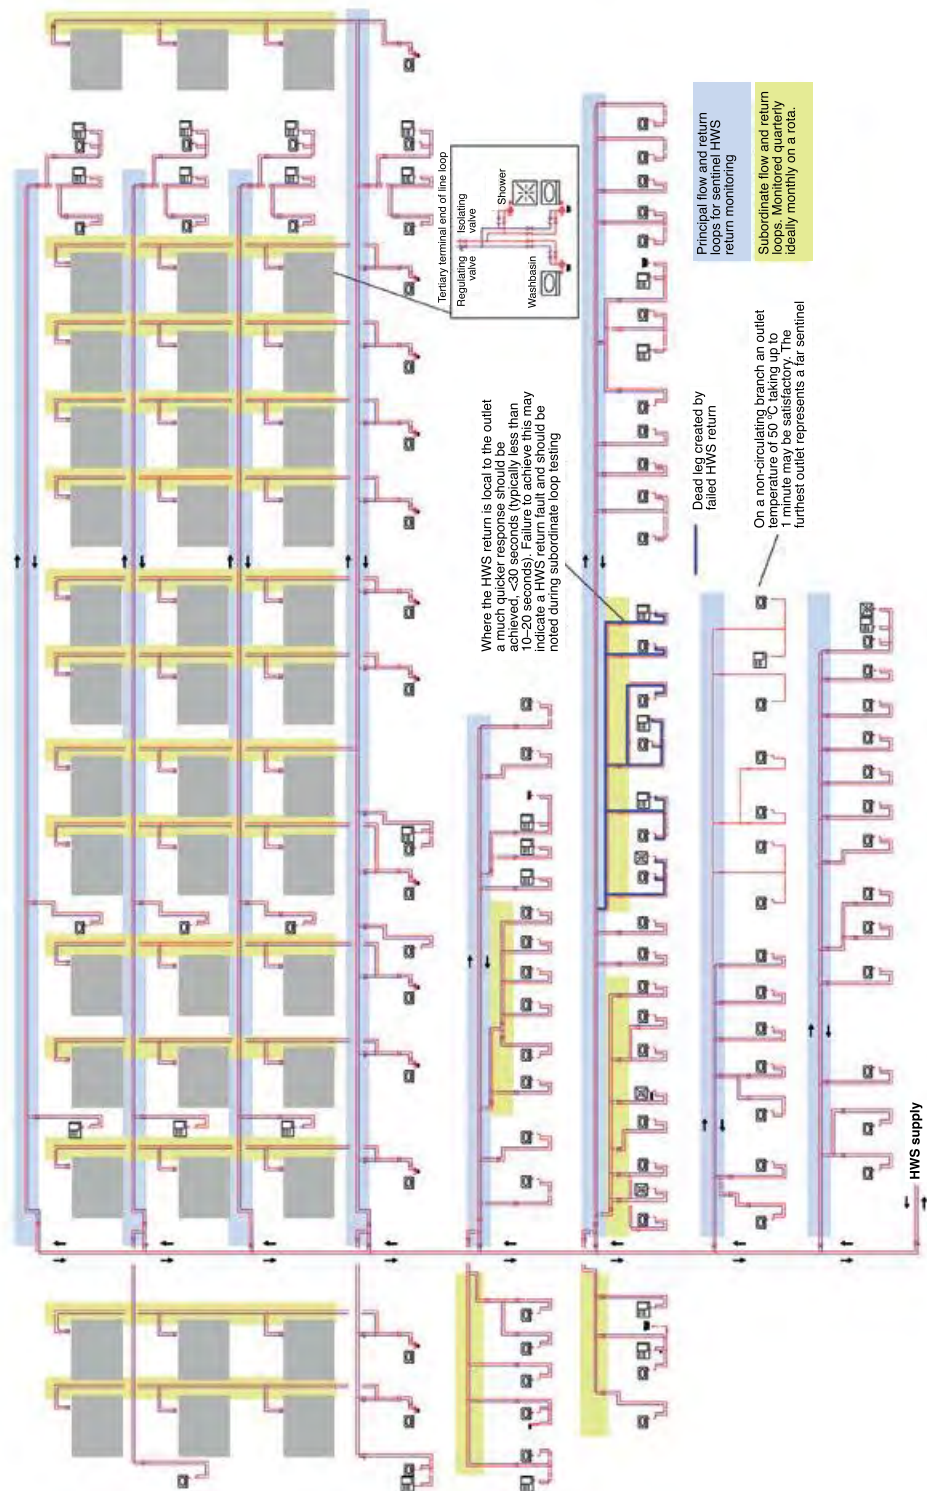 Tertiary terminal end of line loop
Regulating
valve
Isolating
valve
Shower
Washbasin
Principal flow and return
loops for sentinel HWS
return monitoring
Subordinate flow and return
loops. Monitored quarterly
ideally monthly on a rota.
Where the HWS return is local to the outlet
a much quicker response should be
achieved, <30 seconds (typically less than
10–20 seconds). Failure to achieve this may
indicate a HWS return fault and should be
noted during subordinate loop testing
Dead leg created by
failed HWS return
On a non-circulating branch an outlet
temperature of 50 °C taking up to
1 minute may be satisfactory. The
furthest outlet represents a far sentinel
HWS supply